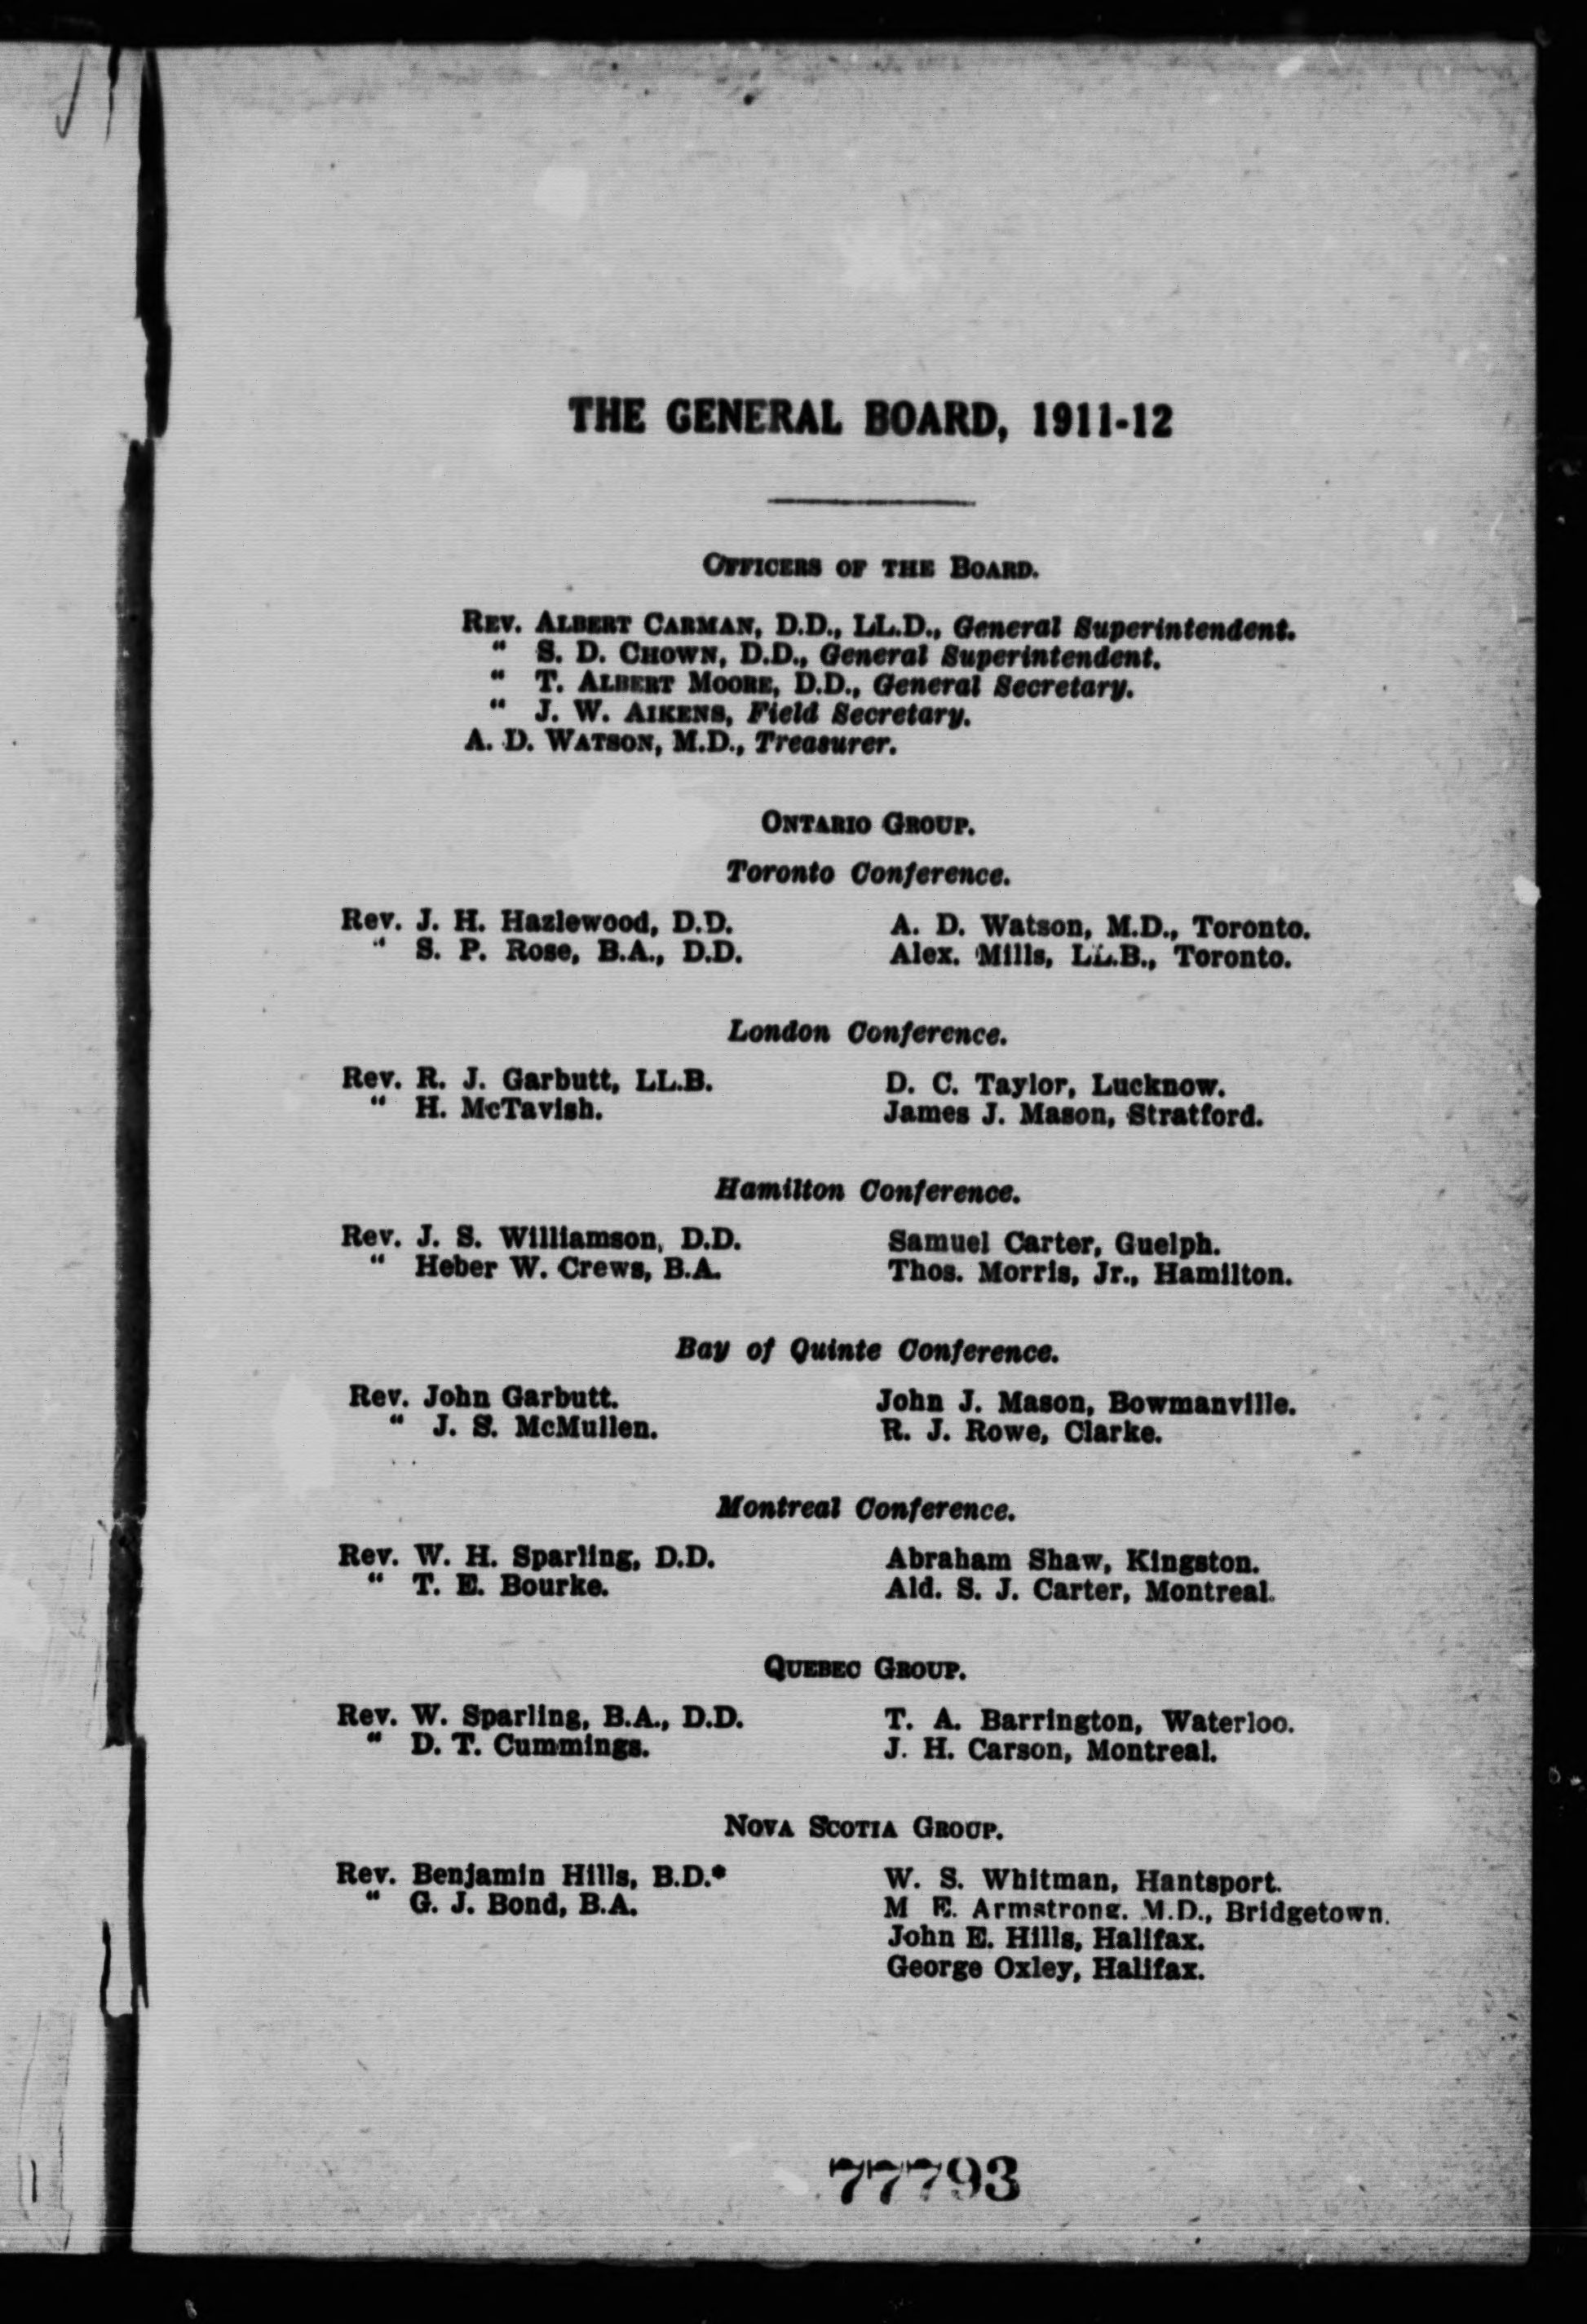 THE GENERAL BOARD, 1911-12
OFFICERS OF THE BOARD.
REV. ALBERT CARMAN, D.D., LL.D., General Superintendent.
" S. D. CHOWN, D.D., General Superintendent.
" T. ALBERT MOORE, D.D., General Secretary.
" J. W. AIKENS, Field Secretary.
A. D. WATSON, M.D., Treasurer.
ONTARIO GROUP.
Toronto Conference.
Rev. J. H. Hazlewood, D.D. A. D. Watson, M.D., Toronto.
" S. P. Rose, B.A., D.D. Alex. Mills, LL.B., Toronto.
London Conference.
Rev. R. J. Garbutt, LL.B. D. C. Taylor, Lucknow.
" H. McTavish. James J. Mason, Stratford.
Hamilton Conference.
Rev. J. S. Williamson, D.D. Samuel Carter, Guelph.
" Heber W. Crews, B.A. Thos. Morris, Jr., Hamilton.
Bay of Quinte Conference.
Rev. John Garbutt. John J. Mason, Bowmanville.
" J. S. McMullen. R. J. Rowe, Clarke.
Montreal Conference.
Rev. W. H. Sparling, D.D. Abraham Shaw, Kingston.
" T. E. Bourke. Ald. S. J. Carter, Montreal.
QUEBEC GROUP.
Rev. W. Sparling, B.A., D.D. T. A. Barrington, Waterloo.
" D. T. Cummings. J. H. Carson, Montreal.
NOVA SCOTIA GROUP.
Rev. Benjamin Hills, B.D.* W. S. Whitman, Hantsport.
" G. J. Bond, B.A. M E. Armstrong. M.D., Bridgetown.
John E. Hills, Halifax.
George Oxley, Halifax.
77793